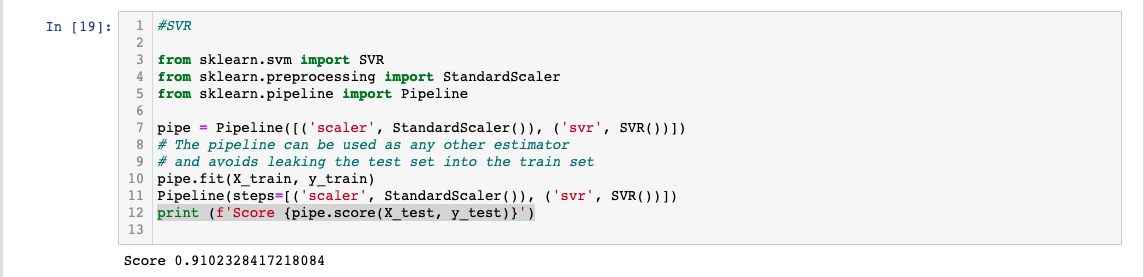 In [19]:
1 #SVR
2
3 from sklearn.svm import SVR
4 from sklearn.preprocessing import StandardScaler
5 from sklearn.pipeline import Pipeline
6
7 pipe = Pipeline([('scaler', StandardScaler()), ('svr', SVR())])
8 # The pipeline can be used as any other estimator
9 # and avoids leaking the test set into the train set
10 pipe.fit(X_train, y_train)
11 Pipeline(steps=[('scaler', StandardScaler()), ('svr', SVR())])
12 print (f'Score {pipe.score(X_test, y_test)}')
13
Score 0.9102328417218084